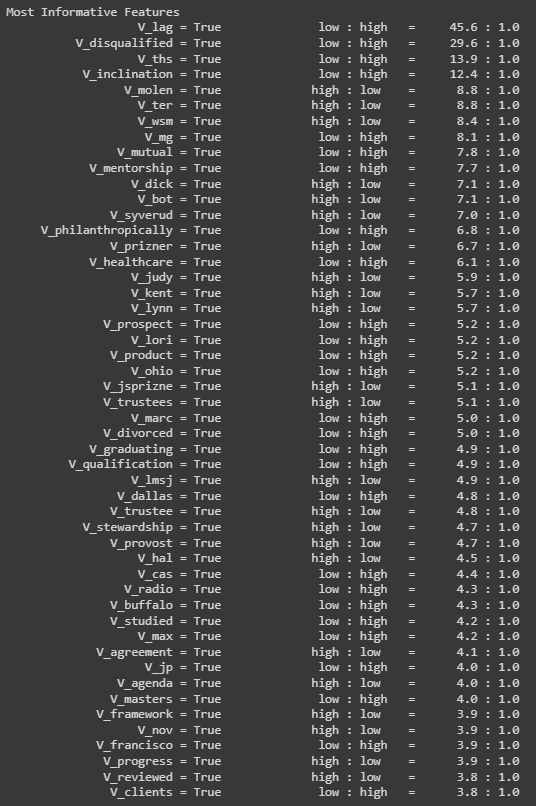 Most Informative Features
V_lag = True low : high = 45.6 : 1.0
V_disqualified = True low : high = 29.6 : 1.0
V_ths = True low : high = 13.9 : 1.0
V_inclination = True low : high = 12.4 : 1.0
V_molen = True high : low = 8.8 : 1.0
V_ter = True high : low = 8.8 : 1.0
V_wsm = True high : low = 8.4 : 1.0
V_mg = True low : high = 8.1 : 1.0
V_mutual = True low : high = 7.8 : 1.0
V_mentorship = True low : high = 7.7 : 1.0
V_dick = True high : low = 7.1 : 1.0
V_bot = True high : low = 7.1 : 1.0
V_syverud = True high : low = 7.0 : 1.0
V_philanthropically = True low : high = 6.8 : 1.0
V_prizner = True high : low = 6.7 : 1.0
V_healthcare = True low : high = 6.1 : 1.0
V_judy = True high : low = 5.9 : 1.0
V_kent = True high : low = 5.7 : 1.0
V_lynn = True high : low = 5.7 : 1.0
V_prospect = True low : high = 5.2 : 1.0
V_lori = True low : high = 5.2 : 1.0
V_product = True low : high = 5.2 : 1.0
V_ohio = True low : high = 5.2 : 1.0
V_jsprizne = True high : low = 5.1 : 1.0
V_trustees = True high : low = 5.1 : 1.0
V_marc = True low : high = 5.0 : 1.0
V_divorced = True low : high = 5.0 : 1.0
V_graduating = True low : high = 4.9 : 1.0
V_qualification = True low : high = 4.9 : 1.0
V_lmsj = True high : low = 4.9 : 1.0
V_dallas = True low : high = 4.8 : 1.0
V_trustee = True high : low = 4.8 : 1.0
V_stewardship = True low : high = 4.7 : 1.0
V_provost = True high : low = 4.7 : 1.0
V_hal = True high : low = 4.5 : 1.0
V_cas = True low : high = 4.4 : 1.0
V_radio = True low : high = 4.3 : 1.0
V_buffalo = True low : high = 4.3 : 1.0
V_studied = True low : high = 4.2 : 1.0
V_max = True low : high = 4.2 : 1.0
V_agreement = True high : low = 4.1 : 1.0
V_jp = True low : high = 4.0 : 1.0
V_agenda = True high : low = 4.0 : 1.0
V_masters = True low : high = 4.0 : 1.0
V_framework = True high : low = 3.9 : 1.0
V_nov = True high : low = 3.9 : 1.0
V_francisco = True low : high = 3.9 : 1.0
V_progress = True high : low = 3.9 : 1.0
V_reviewed = True high : low = 3.8 : 1.0
V_clients = True low : high = 3.8 : 1.0